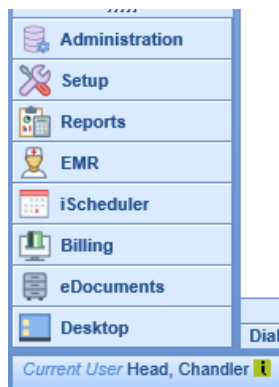 Administration
Setup
Reports
EMR
iScheduler
Billing
eDocuments
Desktop
Dial
Current User Head, Chandler i